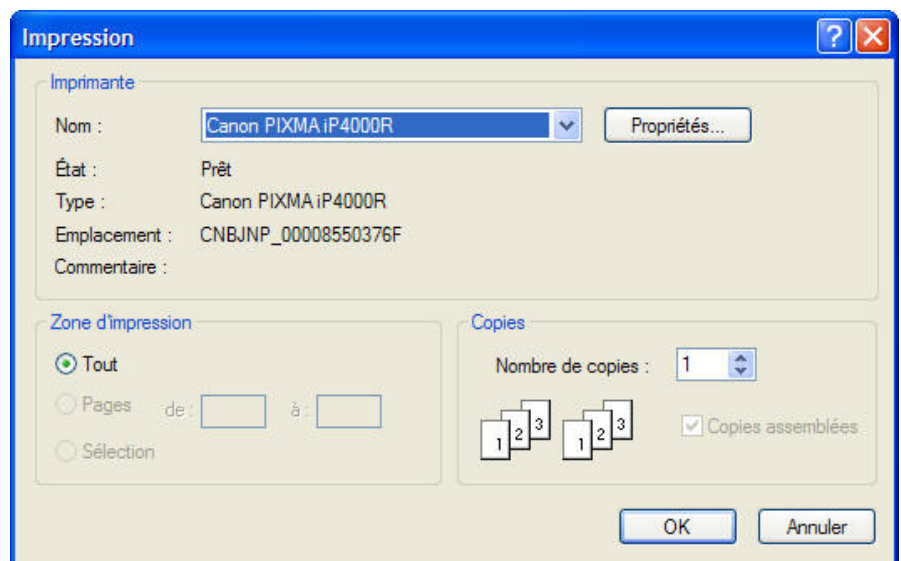 Impression
Imprimante
Nom : Canon PIXMA iP4000R Propriétés...
État : Prêt
Type : Canon PIXMA iP4000R
Emplacement : CNBJNP_00008550376F
Commentaire :
Zone d'impression
Tout
Pages de : à :
Sélection
Copies
Nombre de copies : 1
1 2 3 1 2 3 Copies assemblées
OK Annuler